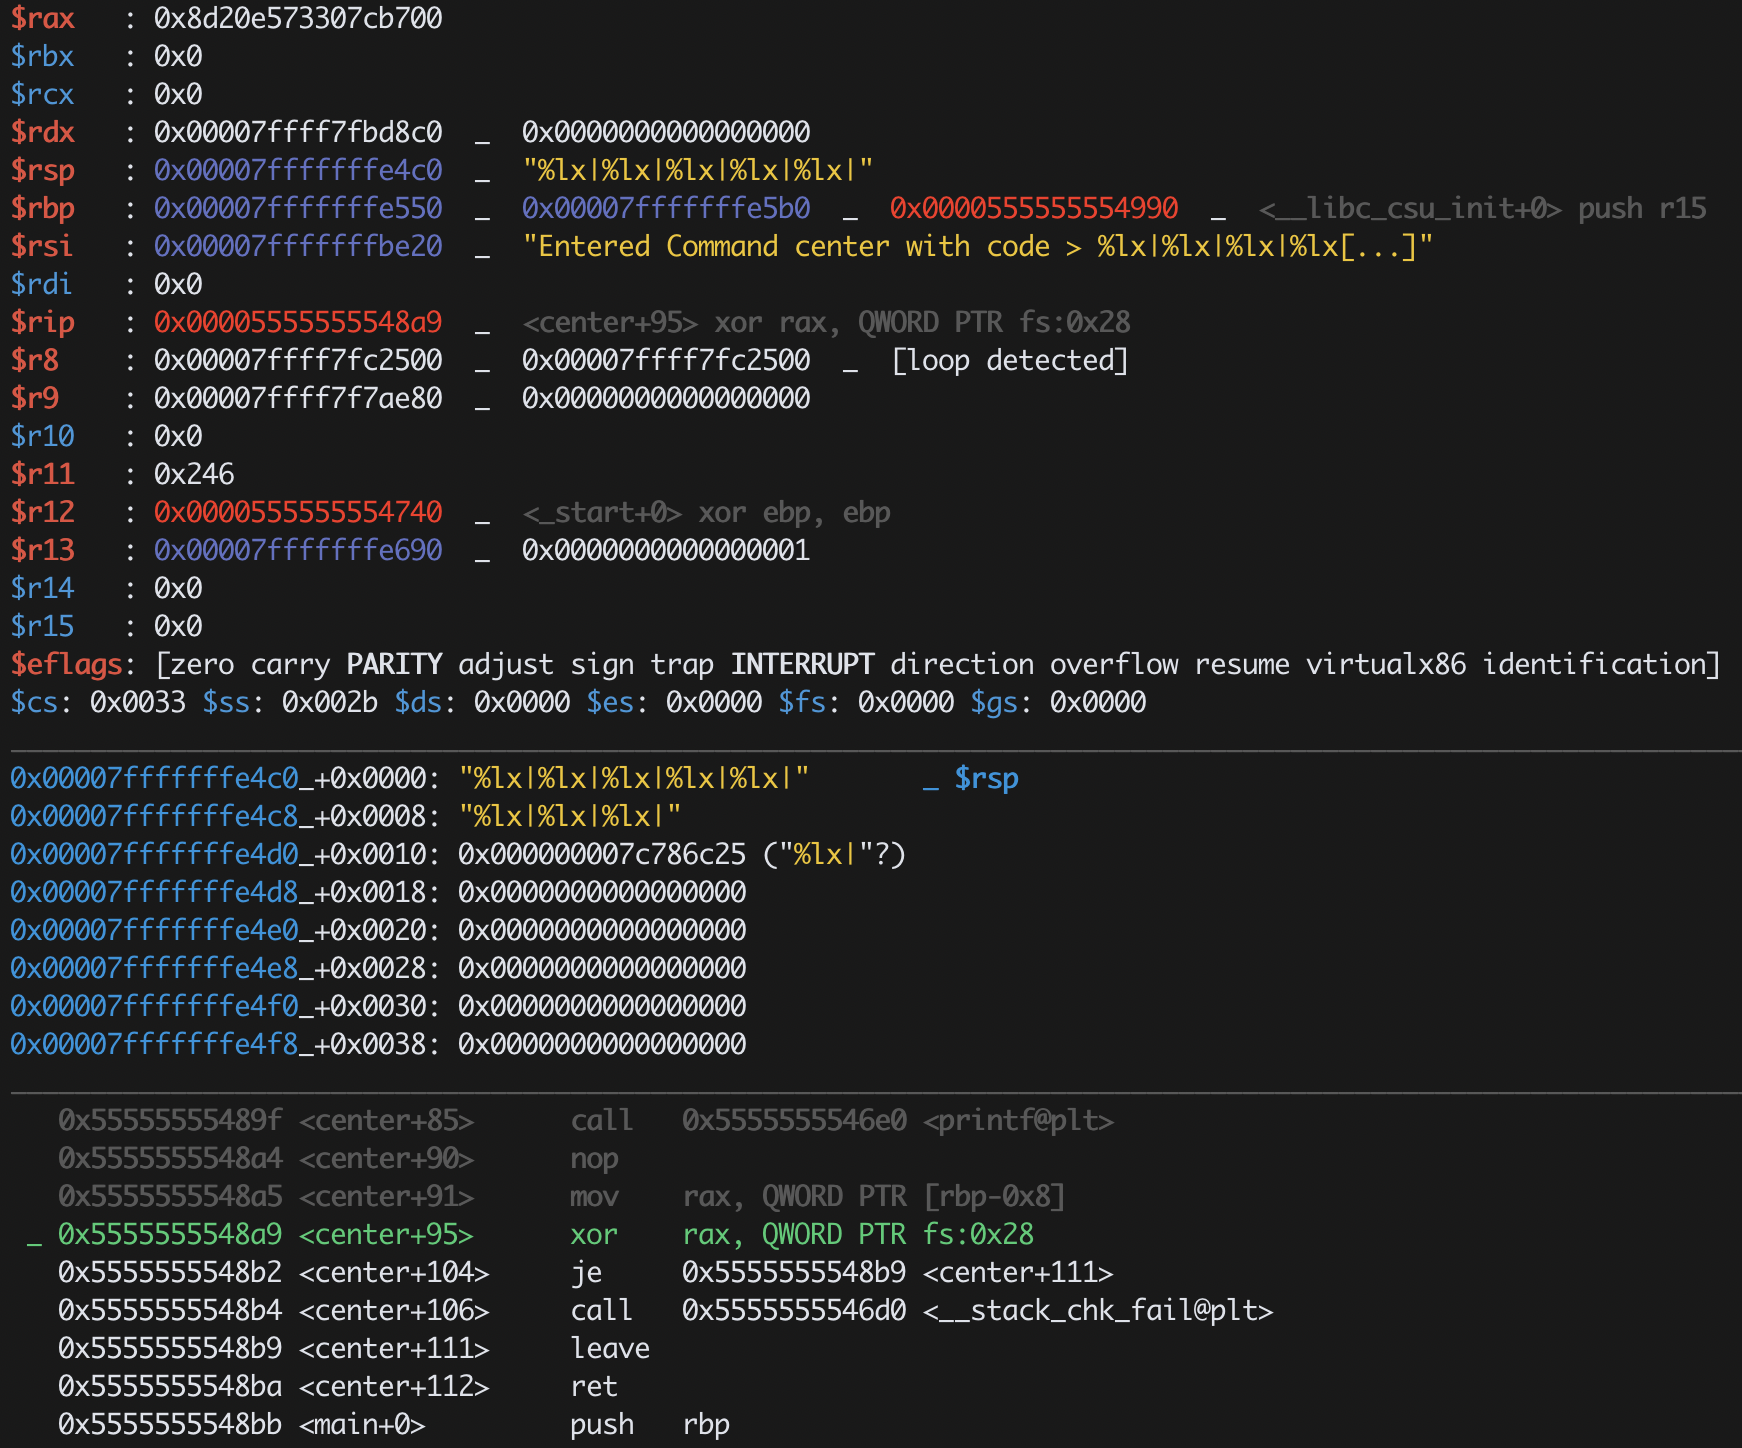 $rax   : 0x8d20e573307cb700
$rbx   : 0x0
$rcx   : 0x0
$rdx   : 0x00007ffff7fbd8c0  _  0x0000000000000000
$rsp   : 0x00007fffffffe4c0  _  "%lx|%lx|%lx|%lx|%lx|"
$rbp   : 0x00007fffffffe550  _  0x00007fffffffe5b0  _  0x0000555555554990  _  <__libc_csu_init+0> push r15
$rsi   : 0x00007fffffffbe20  _  "Entered Command center with code > %lx|%lx|%lx|%lx[...]"
$rdi   : 0x0
$rip   : 0x00005555555548a9  _  <center+95> xor rax, QWORD PTR fs:0x28
$r8    : 0x00007ffff7fc2500  _  0x00007ffff7fc2500  _  [loop detected]
$r9    : 0x00007ffff7f7ae80  _  0x0000000000000000
$r10   : 0x0
$r11   : 0x246
$r12   : 0x0000555555554740  _  <_start+0> xor ebp, ebp
$r13   : 0x00007fffffffe690  _  0x0000000000000001
$r14   : 0x0
$r15   : 0x0
$eflags: [zero carry PARITY adjust sign trap INTERRUPT direction overflow resume virtualx86 identification]
$cs: 0x0033 $ss: 0x002b $ds: 0x0000 $es: 0x0000 $fs: 0x0000 $gs: 0x0000
0x00007fffffffe4c0_+0x0000: "%lx|%lx|%lx|%lx|%lx|"       _ $rsp
0x00007fffffffe4c8_+0x0008: "%lx|%lx|%lx|"
0x00007fffffffe4d0_+0x0010: 0x000000007c786c25 ("%lx|"?)
0x00007fffffffe4d8_+0x0018: 0x0000000000000000
0x00007fffffffe4e0_+0x0020: 0x0000000000000000
0x00007fffffffe4e8_+0x0028: 0x0000000000000000
0x00007fffffffe4f0_+0x0030: 0x0000000000000000
0x00007fffffffe4f8_+0x0038: 0x0000000000000000
   0x55555555489f <center+85>      call   0x5555555546e0 <printf@plt>
   0x5555555548a4 <center+90>      nop
   0x5555555548a5 <center+91>      mov    rax, QWORD PTR [rbp-0x8]
 _ 0x5555555548a9 <center+95>      xor    rax, QWORD PTR fs:0x28
   0x5555555548b2 <center+104>     je     0x5555555548b9 <center+111>
   0x5555555548b4 <center+106>     call   0x5555555546d0 <__stack_chk_fail@plt>
   0x5555555548b9 <center+111>     leave
   0x5555555548ba <center+112>     ret
   0x5555555548bb <main+0>         push   rbp